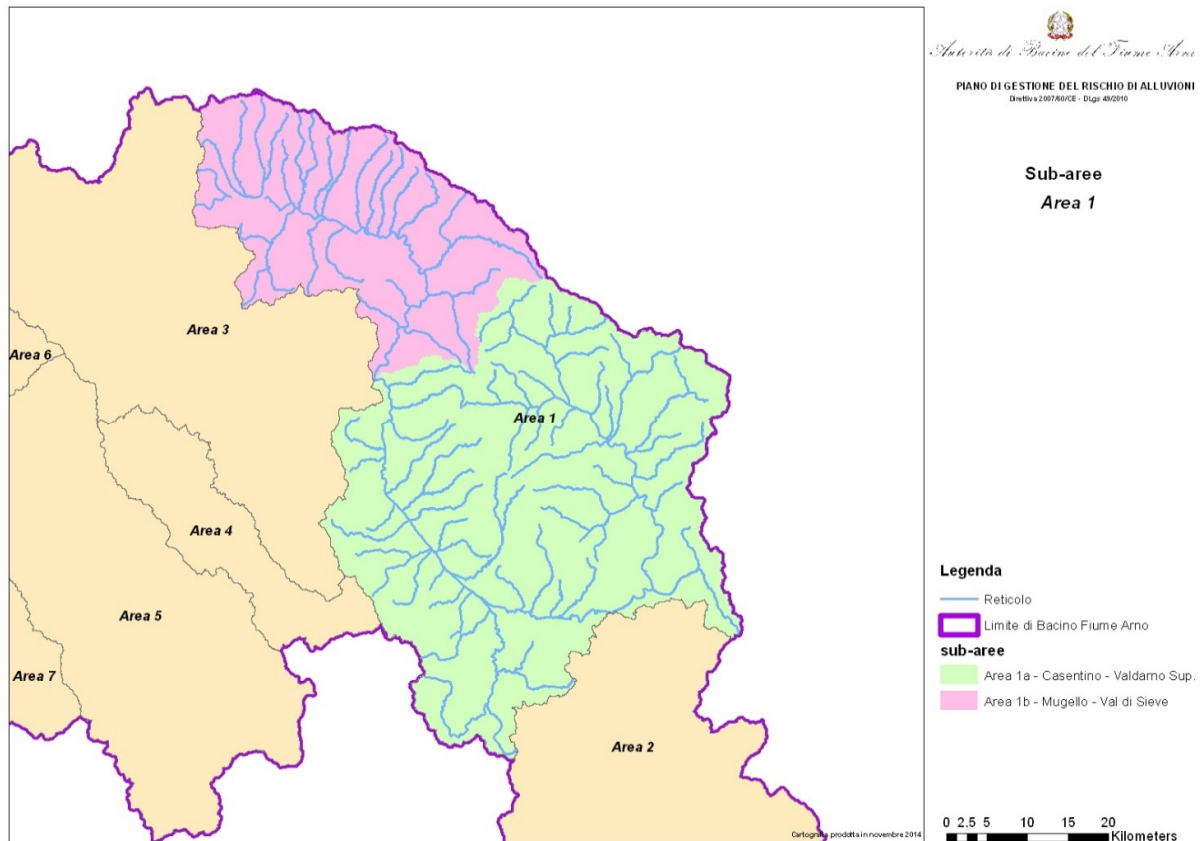 Autorità di Bacino del Fiume Arno
PIANO DI GESTIONE DEL RISCHIO DI ALLUVIONI
Direttiva 2007/60/CE - DLgs 49/2010
Sub-aree
Area 1
Area 3
Area 6
Area 1
Area 4
Area 5
Area 7
Area 2
Legenda
Reticolo
Limite di Bacino Fiume Arno
sub-aree
Area 1a - Casentino - Valdarno Sup.
Area 1b - Mugello - Val di Sieve
0 2.5 5 10 15 20
Kilometers
Cartografia prodotta in novembre 2014